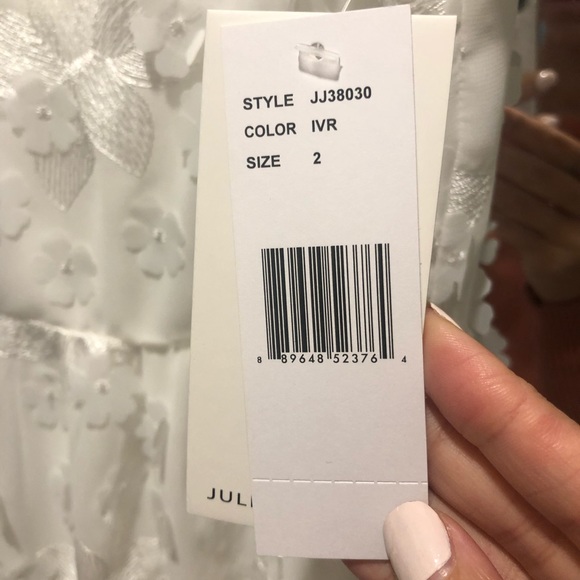 STYLE JJ38030
COLOR IVR
SIZE 2
8 89648 52376 4